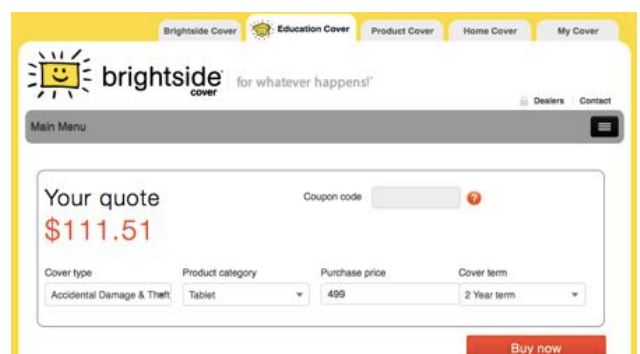 Brightside Cover Education Cover Product Cover Home Cover My Cover
brightside
cover
for whatever happens!
Dealers Contact
Main Menu
Your quote
Coupon code
?
$111.51
Cover type Product category Purchase price Cover term
Accidental Damage & Theft Tablet 499 2 Year term
Buy now